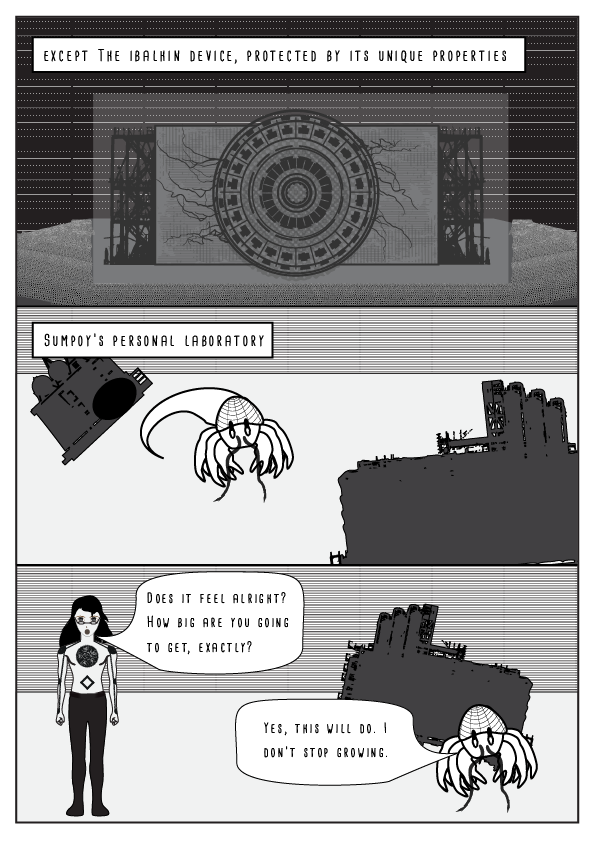 EXCEPT THE IBALHIN DEVICE, PROTECTED BY ITS UNIQUE PROPERTIES
SUMPOY'S PERSONAL LABORATORY
DOES IT FEEL ALRIGHT?
HOW BIG ARE YOU GOING
TO GET, EXACTLY?
YES, THIS WILL DO. I
DON'T STOP GROWING.